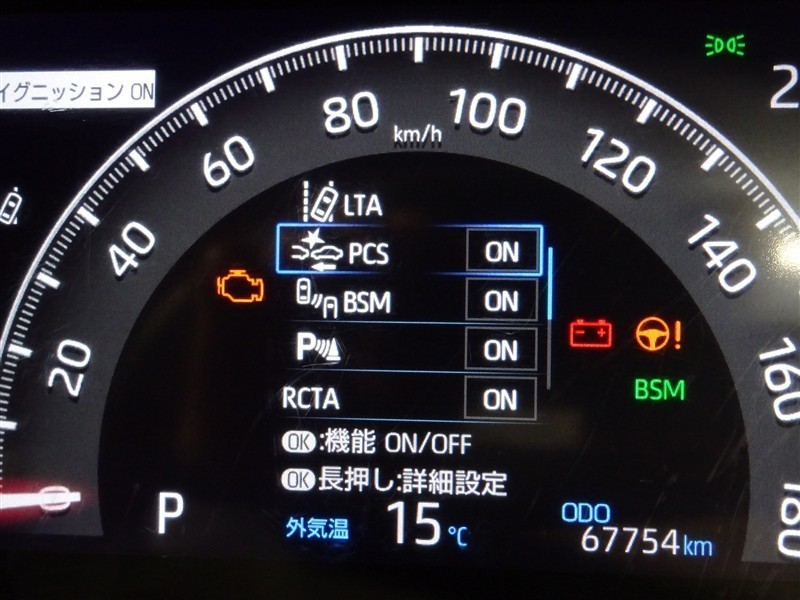 イグニッション ON
2
80
100
km/h
60
120
LTA
40
PCS ON
140
BSM ON
P ON
20
BSM
160
RCTA ON
OK:機能 ON/OFF
OK長押し:詳細設定
P
外気温 15℃
ODO
67754km
180